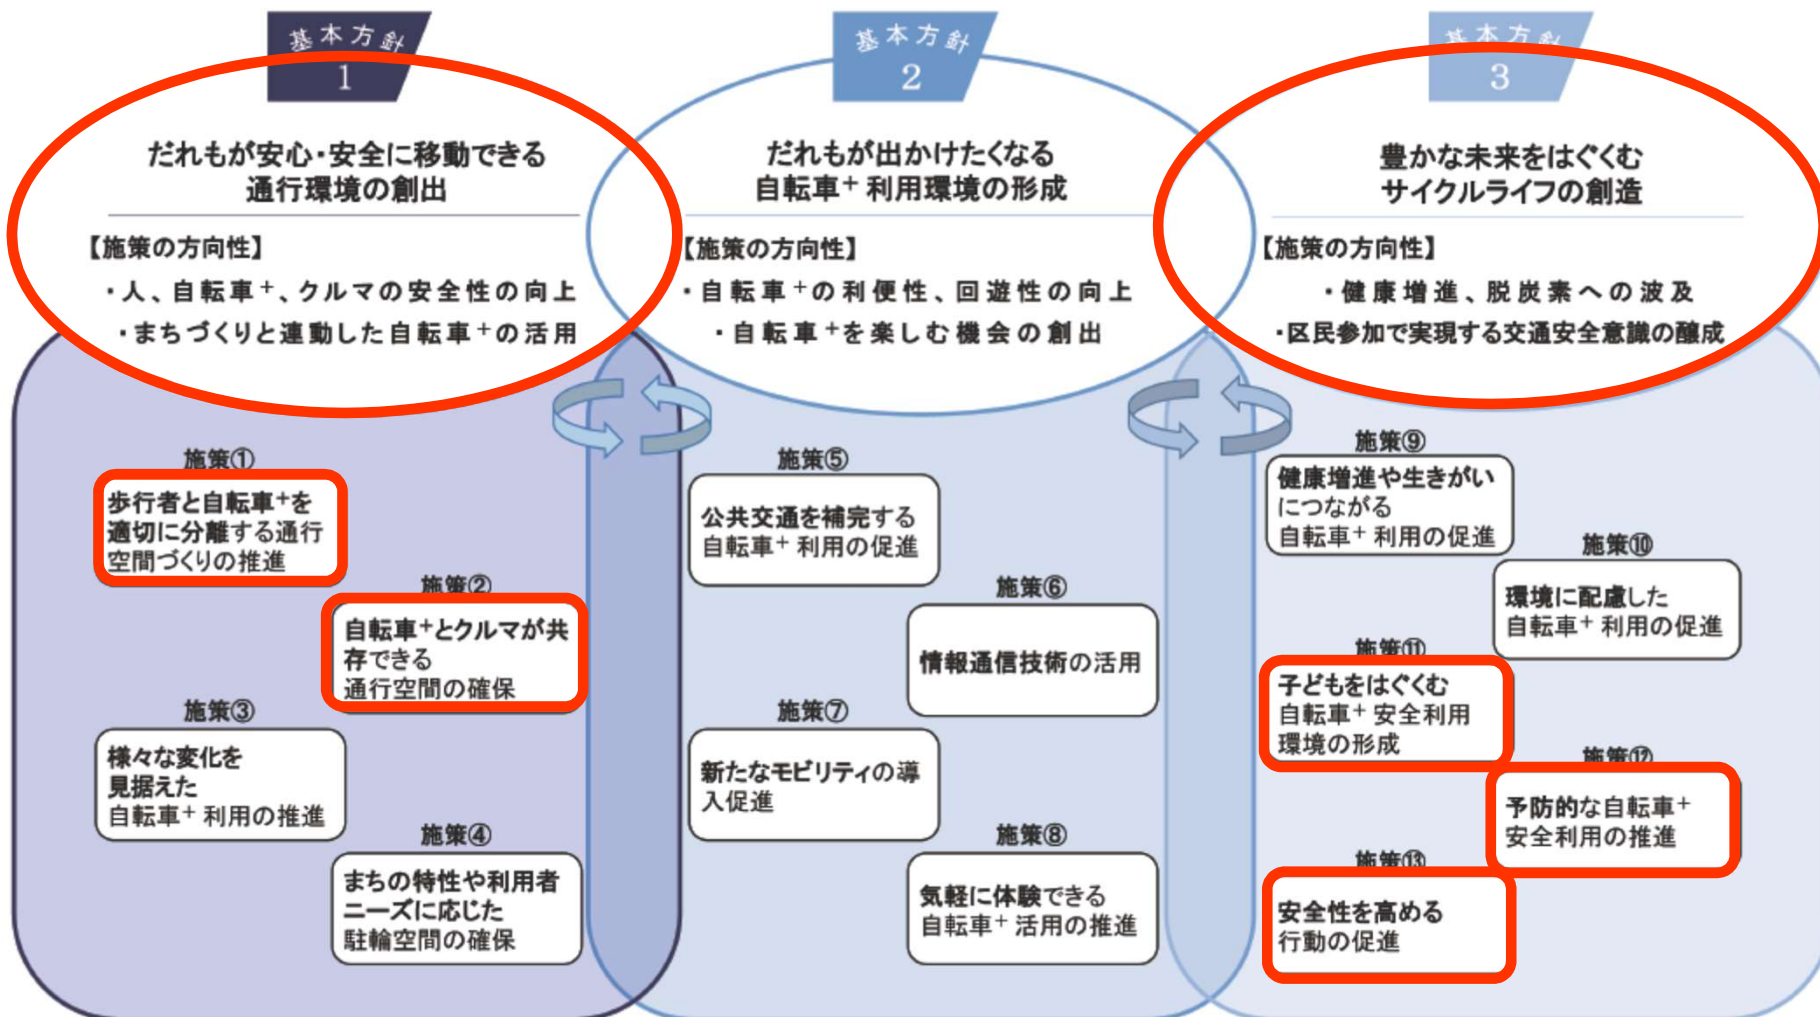 基本方針
1
だれもが安心・安全に移動できる
通行環境の創出
【施策の方向性】
・人、自転車⁺、クルマの安全性の向上
・まちづくりと連動した自転車⁺の活用
施策①
歩行者と自転車⁺を
適切に分離する通行
空間づくりの推進
施策②
自転車⁺とクルマが共
存できる
通行空間の確保
施策③
様々な変化を
見据えた
自転車⁺ 利用の推進
施策④
まちの特性や利用者
ニーズに応じた
駐輪空間の確保
基本方針
2
だれもが出かけたくなる
自転車⁺ 利用環境の形成
【施策の方向性】
・自転車⁺の利便性、回遊性の向上
・自転車⁺を楽しむ機会の創出
施策⑤
公共交通を補完する
自転車⁺ 利用の促進
施策⑥
情報通信技術の活用
施策⑦
新たなモビリティの導
入促進
施策⑧
気軽に体験できる
自転車⁺ 活用の推進
基本方針
3
豊かな未来をはぐくむ
サイクルライフの創造
【施策の方向性】
・健康増進、脱炭素への波及
・区民参加で実現する交通安全意識の醸成
施策⑨
健康増進や生きがい
につながる
自転車⁺ 利用の促進
施策⑩
環境に配慮した
自転車⁺ 利用の促進
施策⑪
子どもをはぐくむ
自転車⁺ 安全利用
環境の形成
施策⑫
予防的な自転車⁺
安全利用の推進
施策⑬
安全性を高める
行動の促進